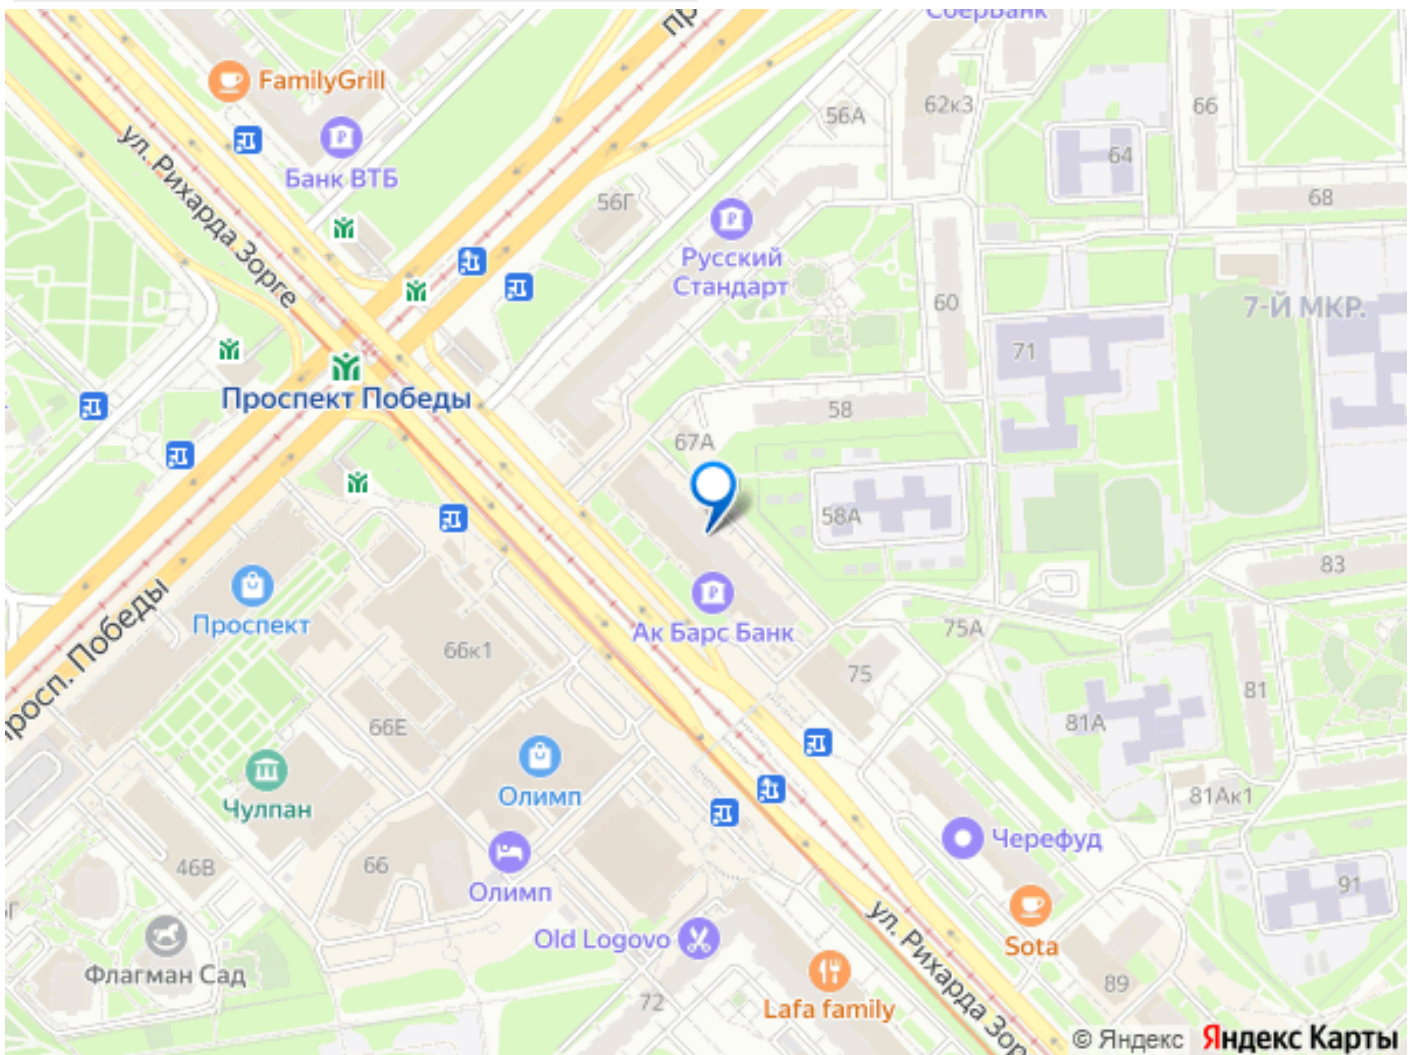 СберБанк
FamilyGrill
62к3
66
56А
ул. Рихарда Зорге
64
Банк ВТБ
68
56Г
Русский
Стандарт
60
7-Й МКР.
71
Проспект Победы
58
67А
58А
83
просп. Победы
Проспект
Ак Барс Банк
75А
66к1
75
81
66Е
81А
Чулпан
Олимп
81Ак1
Черефуд
46В
66
Олимп
91
ул. Рихарда Зор
Old Logovo
Sota
Флагман Сад
89
72
Lafa family
© Яндекс Яндекс Карты